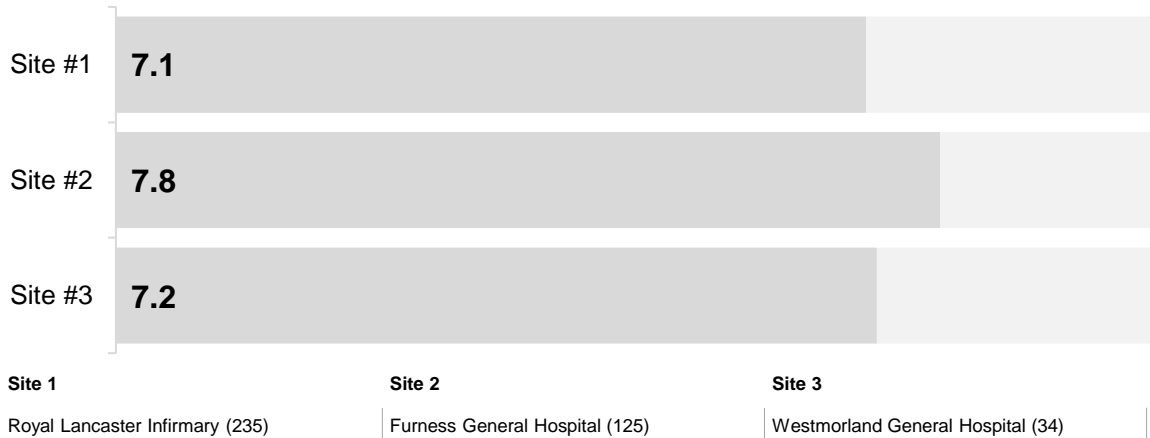 Site #1 7.1
Site #2 7.8
Site #3 7.2
Site 1 Site 2 Site 3
Royal Lancaster Infirmary (235) Furness General Hospital (125) Westmorland General Hospital (34)